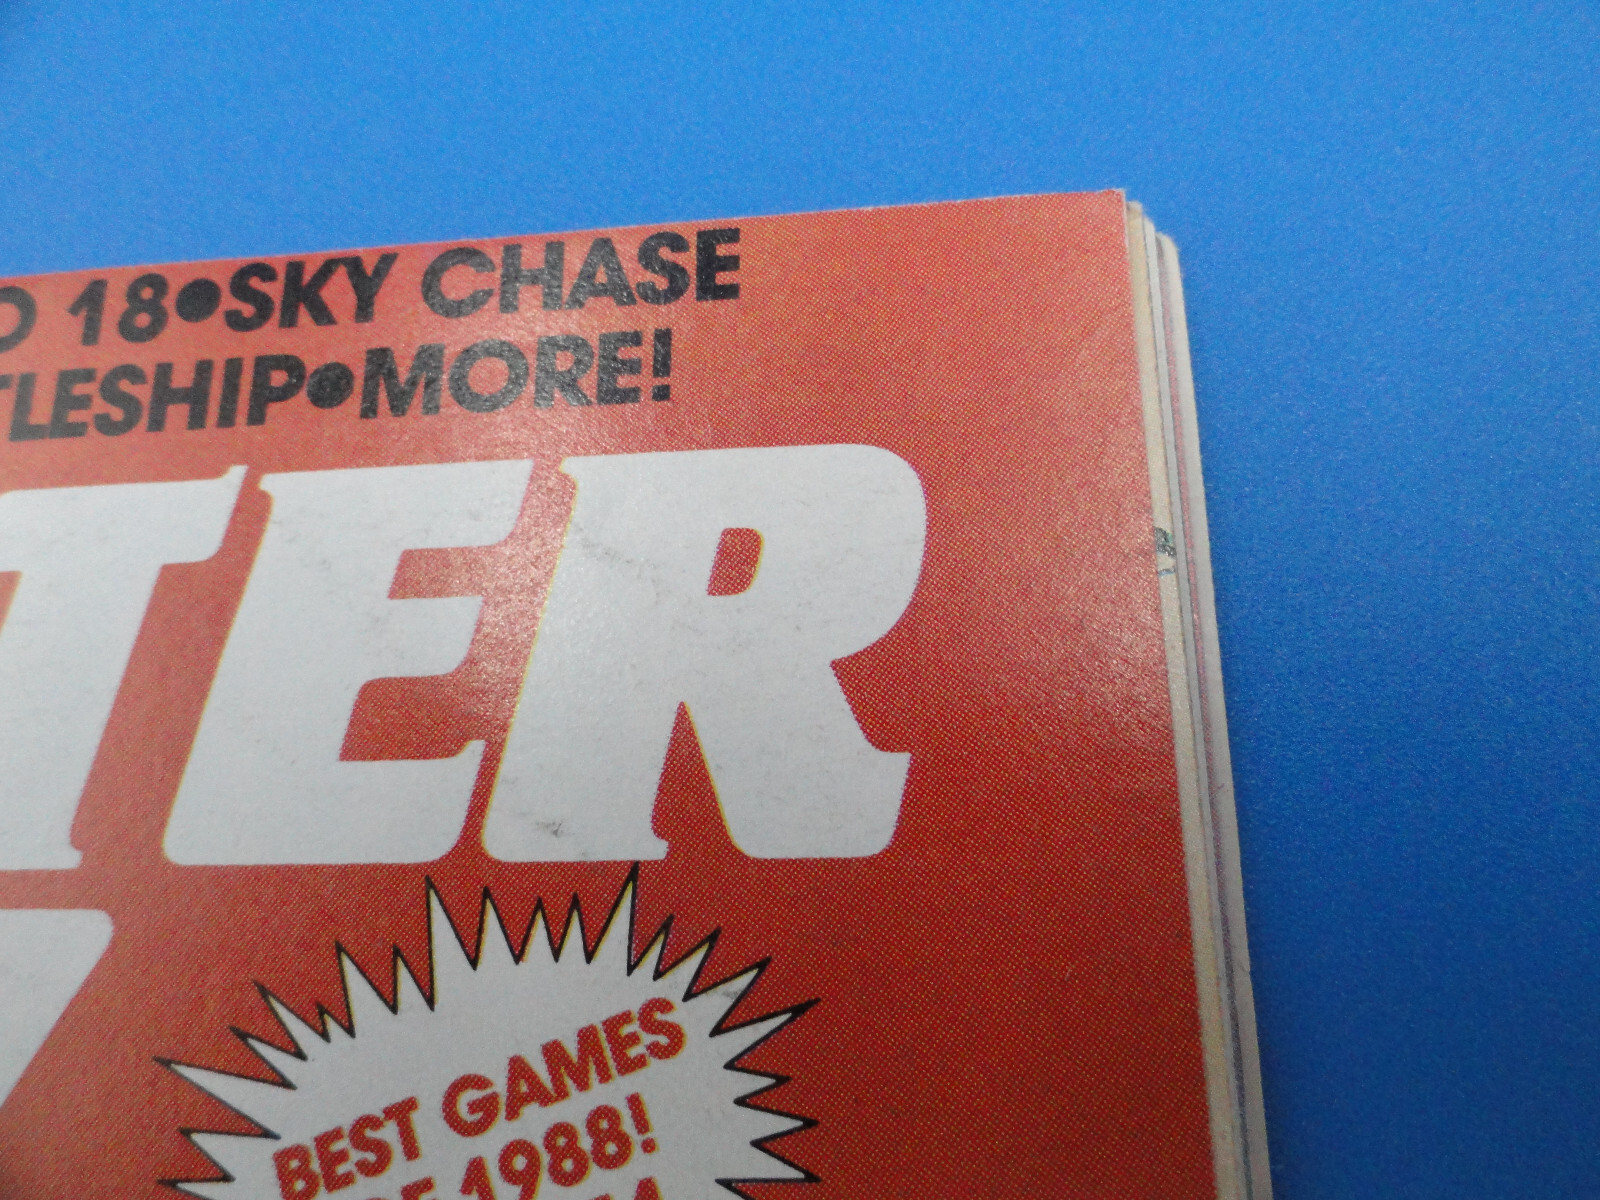 18•SKY CHASE
TLESHIP•MORE!
TER
BEST GAMES
1988!